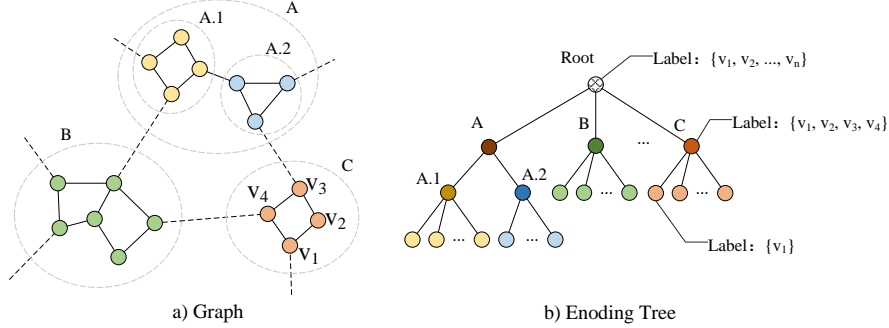 A
A.1
A.2
B
C
V₃
V₄
V₂
V₁
a) Graph
Root
Label: {v₁, v₂, ..., vₙ}
A
B
...
C
Label: {v₁, v₂, v₃, v₄}
A.1
A.2
...
...
...
...
Label: {v₁}
b) Enoding Tree